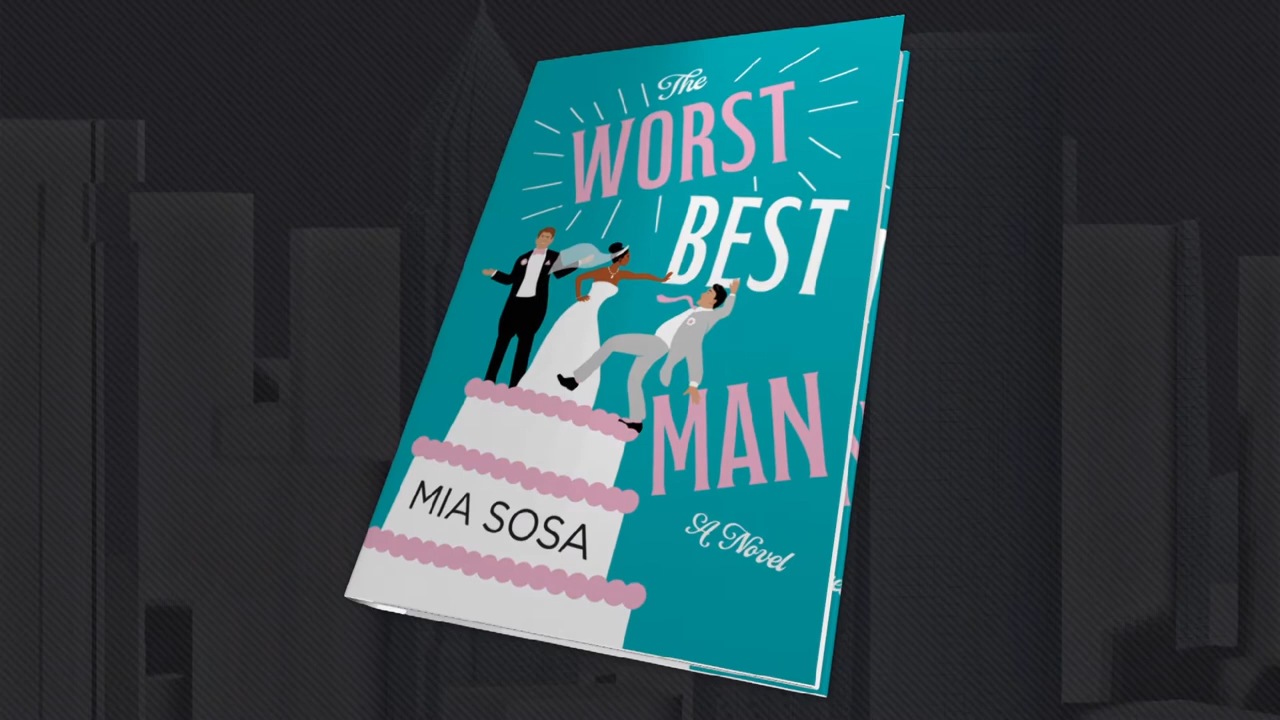 The
WORST
BEST
MAN
A Novel
MIA SOSA